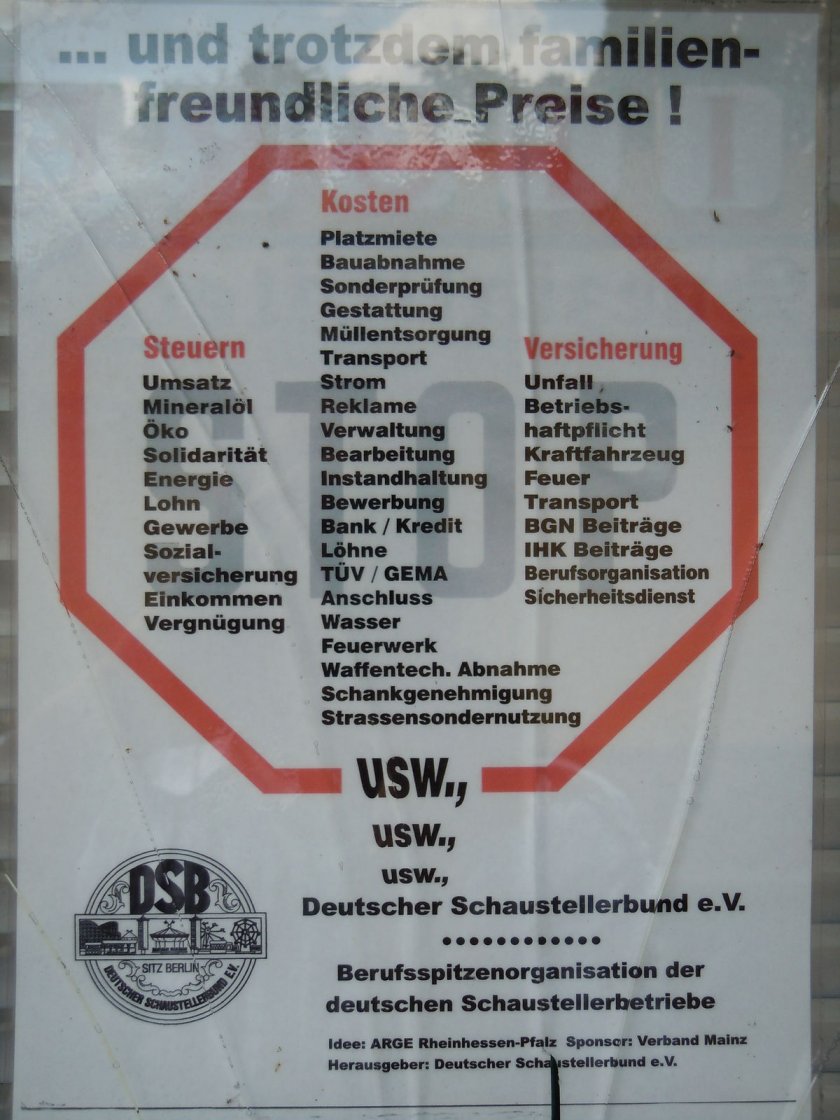 ... und trotzdem familien-
freundliche Preise !
STOP
Kosten
Platzmiete
Bauabnahme
Sonderprüfung
Gestattung
Müllentsorgung
Transport
Strom
Reklame
Verwaltung
Bearbeitung
Instandhaltung
Bewerbung
Bank / Kredit
Löhne
TÜV / GEMA
Anschluss
Wasser
Feuerwerk
Waffentech. Abnahme
Schankgenehmigung
Strassensondernutzung
Steuern
Umsatz
Mineralöl
Öko
Solidarität
Energie
Lohn
Gewerbe
Sozial-
versicherung
Einkommen
Vergnügung
Versicherung
Unfall
Betriebs-
haftpflicht
Kraftfahrzeug
Feuer
Transport
BGN Beiträge
IHK Beiträge
Berufsorganisation
Sicherheitsdienst
usw.,
usw.,
usw.,
Deutscher Schaustellerbund e.V.
Berufsspitzenorganisation der
deutschen Schaustellerbetriebe
Idee: ARGE Rheinhessen-Pfalz Sponsor: Verband Mainz
Herausgeber: Deutscher Schaustellerbund e.V.
DSB
SITZ BERLIN
DEUTSCHEN SCHAUSTELLERBUND E.V.